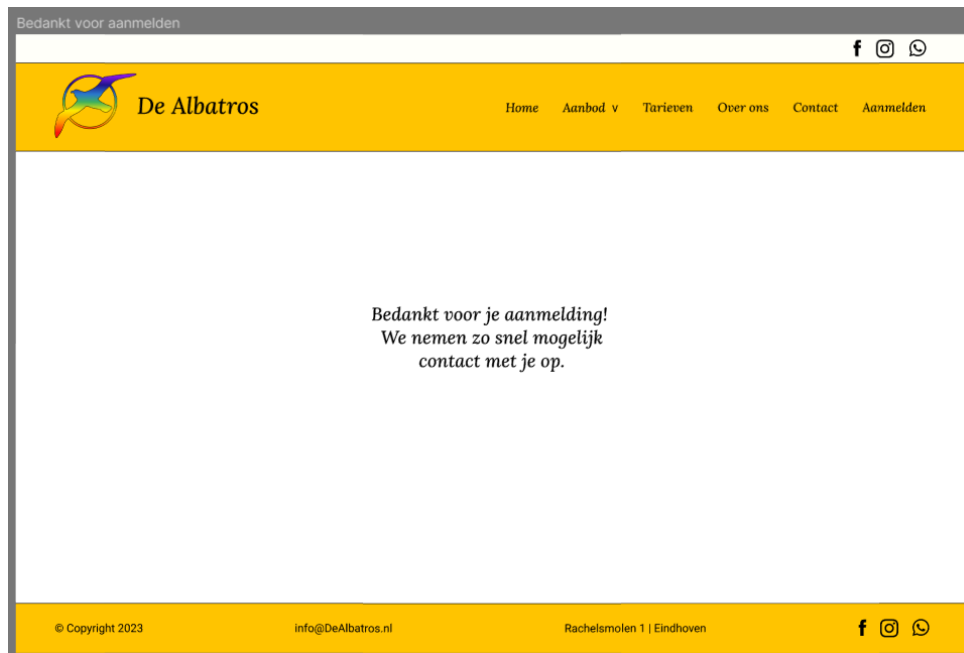 Bedankt voor aanmelden
De Albatros
Home Aanbod v Tarieven Over ons Contact Aanmelden
Bedankt voor je aanmelding!
We nemen zo snel mogelijk
contact met je op.
© Copyright 2023 info@DeAlbatros.nl Rachelsmolen 1 | Eindhoven